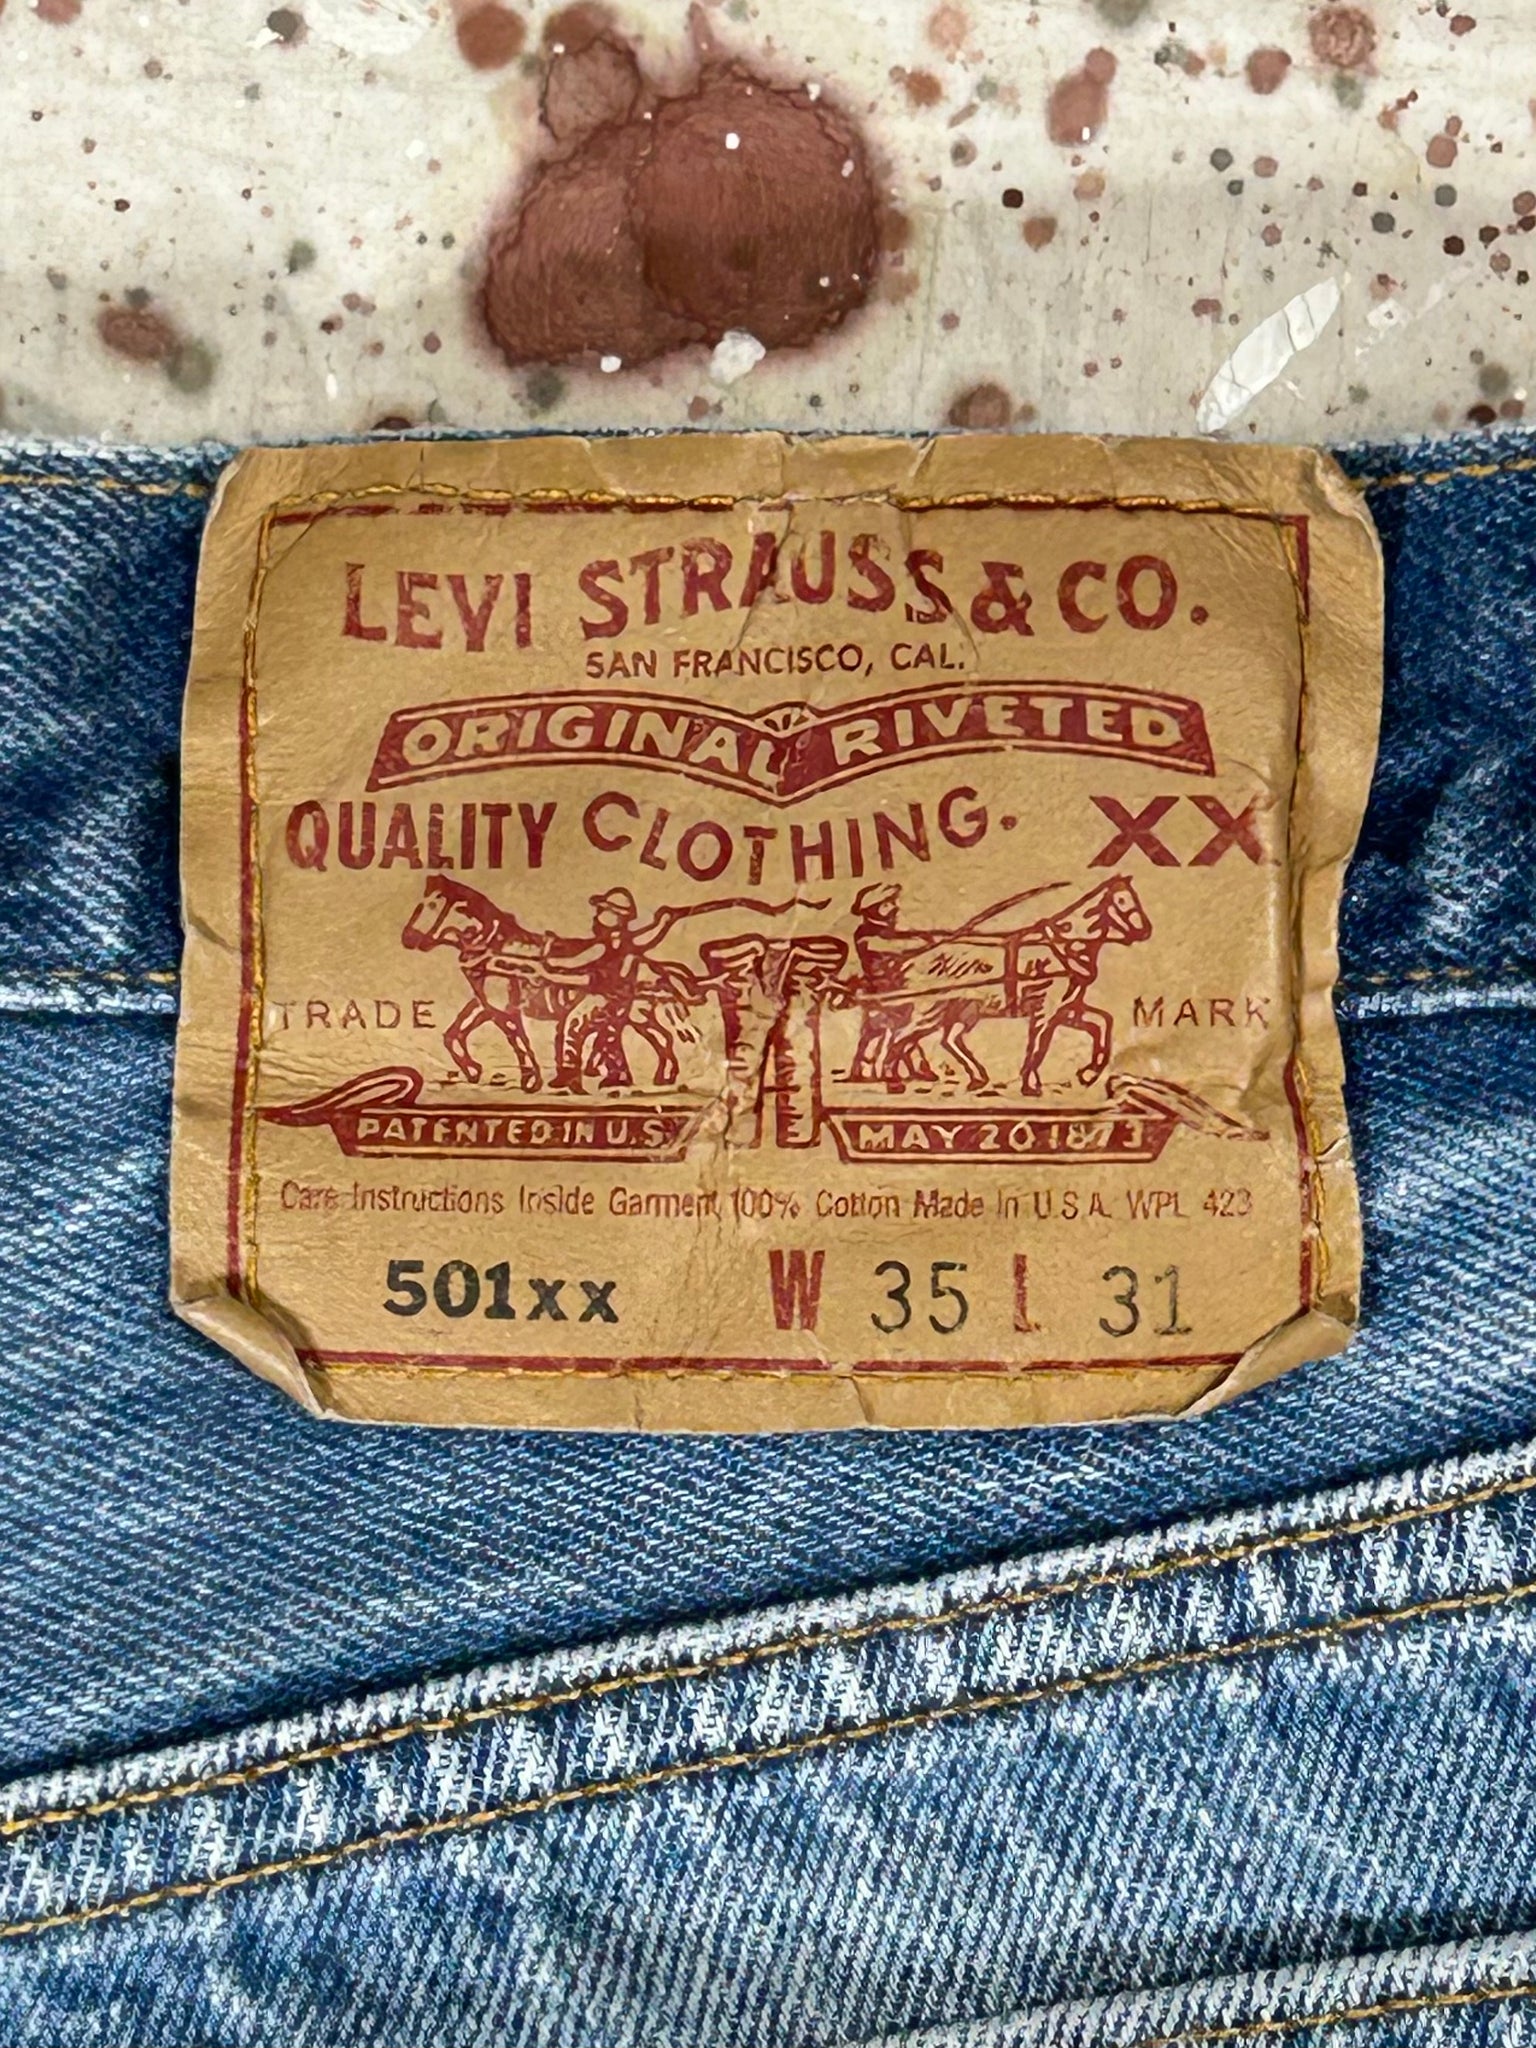 LEVI STRAUSS & CO.
SAN FRANCISCO, CAL.
ORIGINAL RIVETED
QUALITY CLOTHING. XX
TRADE MARK
PATENTED IN U.S. MAY 20 1873
Care Instructions Inside Garment 100% Cotton Made In U.S.A. WPL 423
501xx W 35 L 31